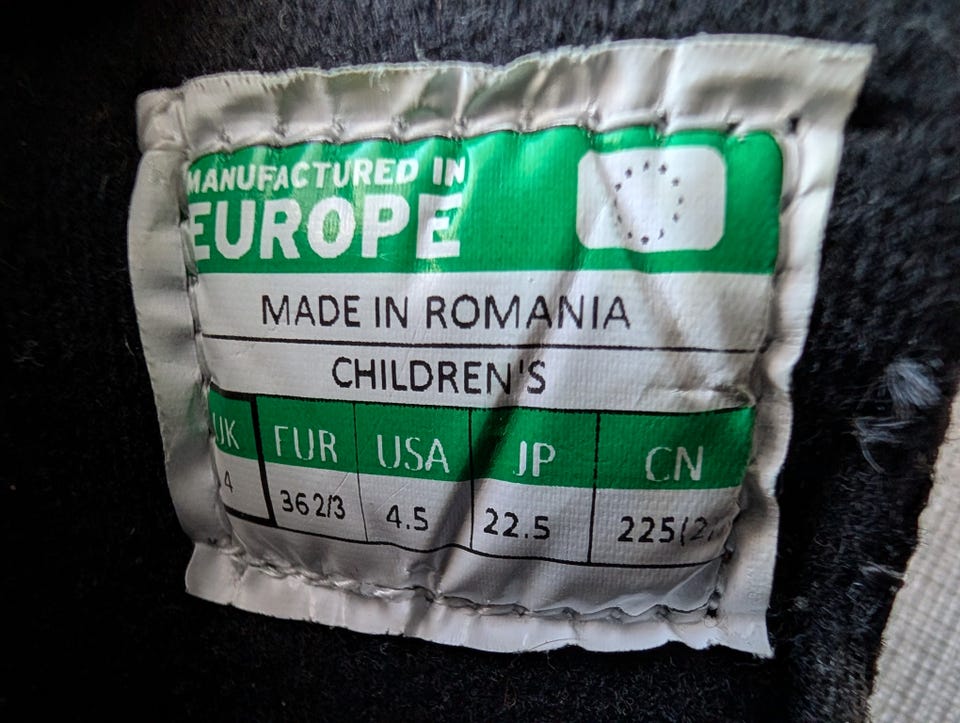 MANUFACTURED IN
EUROPE
MADE IN ROMANIA
CHILDREN'S
UK EUR USA JP CN
4 36 2/3 4.5 22.5 225